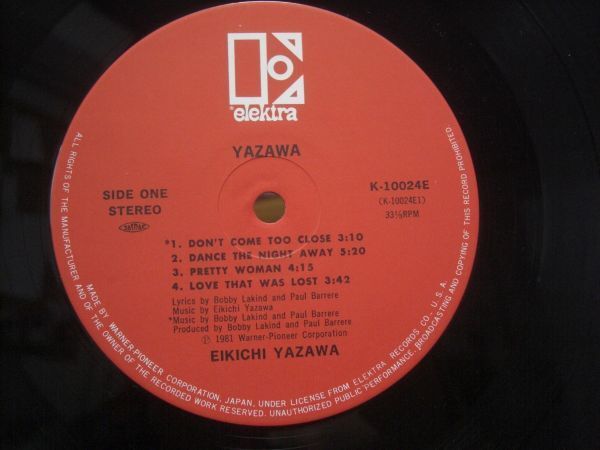 elektra
YAZAWA
SIDE ONE
STEREO
K-10024E
(K-10024E1)
33⅓RPM
*1. DON'T COME TOO CLOSE 3:10
2. DANCE THE NIGHT AWAY 5:20
3. PRETTY WOMAN 4:15
4. LOVE THAT WAS LOST 3:42
Lyrics by Bobby Lakind and Paul Barrere
Music by Eikichi Yazawa
*Music by Bobby Lakind and Paul Barrere
Produced by Bobby Lakind and Paul Barrere
Ⓟ 1981 Warner-Pioneer Corporation
EIKICHI YAZAWA
MADE BY WARNER-PIONEER CORPORATION, JAPAN, UNDER LICENSE FROM ELEKTRA RECORDS CO., U.S.A.
ALL RIGHTS OF THE MANUFACTURER AND OF THE OWNER OF THE RECORDED WORK RESERVED. UNAUTHORIZED PUBLIC PERFORMANCE, BROADCASTING AND COPYING OF THIS RECORD PROHIBITED.